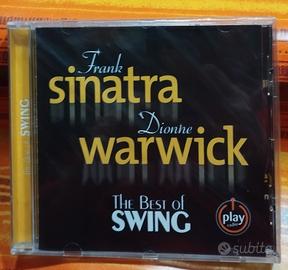 Frank
sinatra
Dionne
warwick
THE BEST OF
SWING
play
SWING
subito